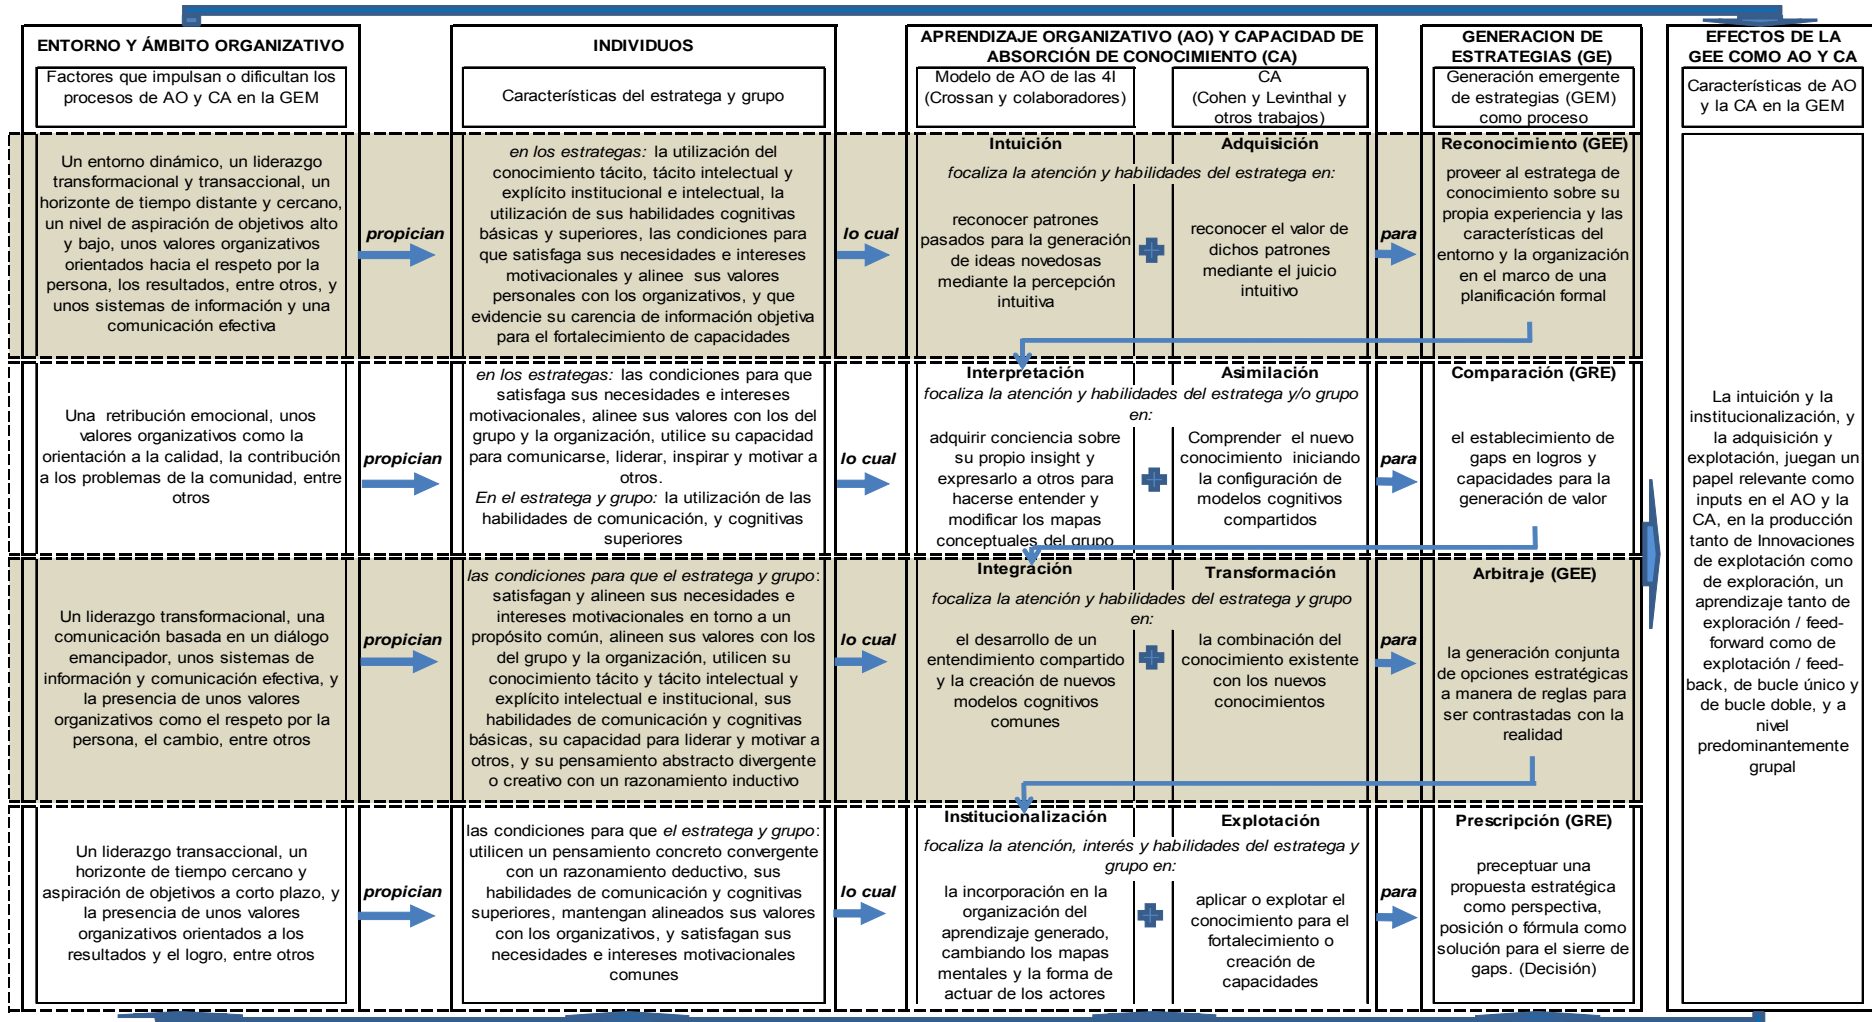 ENTORNO Y ÁMBITO ORGANIZATIVO
Factores que impulsan o dificultan los
procesos de AO y CA en la GEM
INDIVIDUOS
Características del estratega y grupo
APRENDIZAJE ORGANIZATIVO (AO) Y CAPACIDAD DE
ABSORCIÓN DE CONOCIMIENTO (CA)
Modelo de AO de las 4I
(Crossan y colaboradores)
CA
(Cohen y Levinthal y
otros trabajos)
GENERACION DE
ESTRATEGIAS (GE)
Generación emergente
de estrategias (GEM)
como proceso
EFECTOS DE LA
GEE COMO AO Y CA
Características de AO
y la CA en la GEM
Un entorno dinámico, un liderazgo
transformacional y transaccional, un
horizonte de tiempo distante y cercano,
un nivel de aspiración de objetivos alto
y bajo, unos valores organizativos
orientados hacia el respeto por la
persona, los resultados, entre otros, y
unos sistemas de información y una
comunicación efectiva
propician
en los estrategas: la utilización del
conocimiento tácito, tácito intelectual y
explícito institucional e intelectual, la
utilización de sus habilidades cognitivas
básicas y superiores, las condiciones para
que satisfaga sus necesidades e intereses
motivacionales y alinee sus valores
personales con los organizativos, y que
evidencie su carencia de información objetiva
para el fortalecimiento de capacidades
lo cual
Intuición
Adquisición
focaliza la atención y habilidades del estratega en:
reconocer patrones
pasados para la generación
de ideas novedosas
mediante la percepción
intuitiva
reconocer el valor de
dichos patrones
mediante el juicio
intuitivo
para
Reconocimiento (GEE)
proveer al estratega de
conocimiento sobre su
propia experiencia y las
características del
entorno y la organización
en el marco de una
planificación formal
Una retribución emocional, unos
valores organizativos como la
orientación a la calidad, la contribución
a los problemas de la comunidad, entre
otros
propician
en los estrategas: las condiciones para que
satisfaga sus necesidades e intereses
motivacionales, alinee sus valores con los del
grupo y la organización, utilice su capacidad
para comunicarse, liderar, inspirar y motivar a
otros.
En el estratega y grupo: la utilización de las
habilidades de comunicación, y cognitivas
superiores
lo cual
Interpretación
Asimilación
focaliza la atención y habilidades del estratega y/o grupo
en:
adquirir conciencia sobre
su propio insight y
expresarlo a otros para
hacerse entender y
modificar los mapas
conceptuales del grupo
Comprender el nuevo
conocimiento iniciando
la configuración de
modelos cognitivos
compartidos
para
Comparación (GRE)
el establecimiento de
gaps en logros y
capacidades para la
generación de valor
Un liderazgo transformacional, una
comunicación basada en un diálogo
emancipador, unos sistemas de
información y comunicación efectiva, y
la presencia de unos valores
organizativos como el respeto por la
persona, el cambio, entre otros
propician
las condiciones para que el estratega y grupo:
satisfagan y alineen sus necesidades e
intereses motivacionales en torno a un
propósito común, alineen sus valores con los
del grupo y la organización, utilicen su
conocimiento tácito y tácito intelectual y
explícito intelectual e institucional, sus
habilidades de comunicación y cognitivas
básicas, su capacidad para liderar y motivar a
otros, y su pensamiento abstracto divergente
o creativo con un razonamiento inductivo
lo cual
Integración
Transformación
focaliza la atención y habilidades del estratega y grupo
en:
el desarrollo de un
entendimiento compartido
y la creación de nuevos
modelos cognitivos
comunes
la combinación del
conocimiento existente
con los nuevos
conocimientos
para
Arbitraje (GEE)
la generación conjunta
de opciones estratégicas
a manera de reglas para
ser contrastadas con la
realidad
Un liderazgo transaccional, un
horizonte de tiempo cercano y
aspiración de objetivos a corto plazo, y
la presencia de unos valores
organizativos orientados a los
resultados y el logro, entre otros
propician
las condiciones para que el estratega y grupo:
utilicen un pensamiento concreto convergente
con un razonamiento deductivo, sus
habilidades de comunicación y cognitivas
superiores, mantengan alineados sus valores
con los organizativos, y satisfagan sus
necesidades e intereses motivacionales
comunes
lo cual
Institucionalización
Explotación
focaliza la atención, interés y habilidades del estratega y
grupo en:
la incorporación en la
organización del
aprendizaje generado,
cambiando los mapas
mentales y la forma de
actuar de los actores
aplicar o explotar el
conocimiento para el
fortalecimiento o
creación de
capacidades
para
Prescripción (GRE)
preceptuar una
propuesta estratégica
como perspectiva,
posición o fórmula como
solución para el sierre de
gaps. (Decisión)
La intuición y la
institucionalización, y
la adquisición y
explotación, juegan un
papel relevante como
inputs en el AO y la
CA, en la producción
tanto de Innovaciones
de explotación como
de exploración, un
aprendizaje tanto de
exploración / feed-
forward como de
explotación / feed-
back, de bucle único y
de bucle doble, y a
nivel
predominantemente
grupal